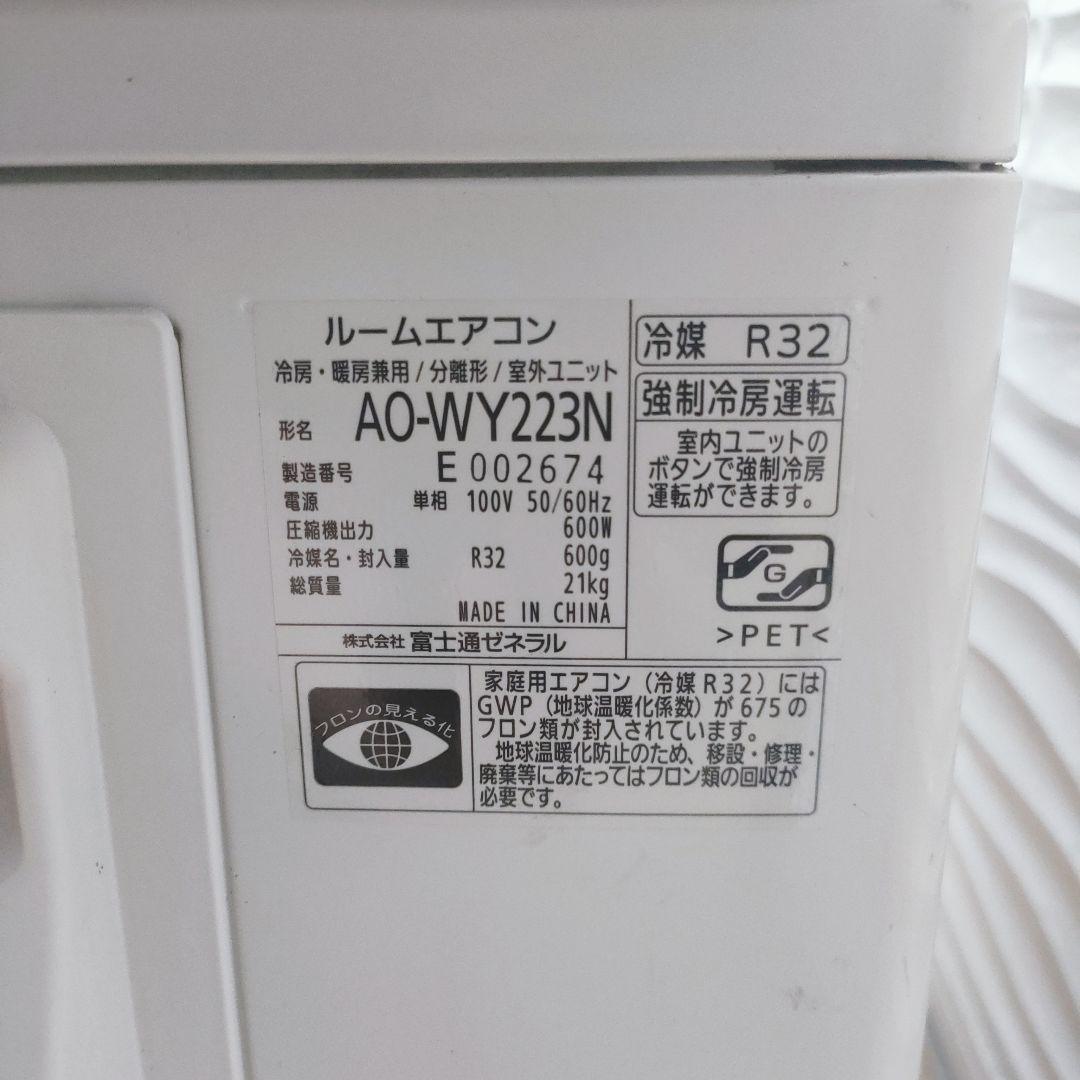 ルームエアコン
冷房・暖房兼用/分離形/室外ユニット
形名 AO-WY223N
製造番号 E 002674
電源 単相 100V 50/60Hz
圧縮機出力 600W
冷媒名・封入量 R32 600g
総質量 21kg
MADE IN CHINA
株式会社 富士通ゼネラル
冷媒 R32
強制冷房運転
室内ユニットの
ボタンで強制冷房
運転ができます。
G
>PET<
フロンの見える化
家庭用エアコン(冷媒R32)には
GWP(地球温暖化係数)が675の
フロン類が封入されています。
地球温暖化防止のため、移設・修理・
廃棄等にあたってはフロン類の回収が
必要です。